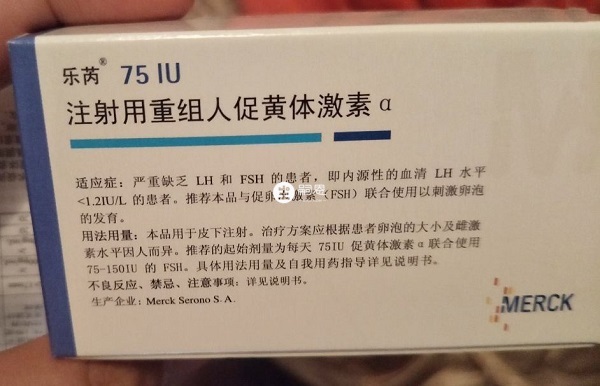 乐芮® 75 IU
注射用重组人促黄体激素 α
适应症：严重缺乏 LH 和 FSH 的患者，即内源性的血清 LH 水平
<1.2IU/L 的患者。推荐本品与促卵泡激素（FSH）联合使用以刺激卵泡
的发育。
用法用量：本品用于皮下注射。治疗方案应根据患者卵泡的大小及雌激
素水平因人而异。推荐的起始剂量为每天 75IU 促黄体激素 α 联合使用
75-150IU 的 FSH。具体用法用量及自我用药指导详见说明书。
不良反应、禁忌、注意事项：详见说明书。
生产企业：Merck Serono S.A.
MERCK